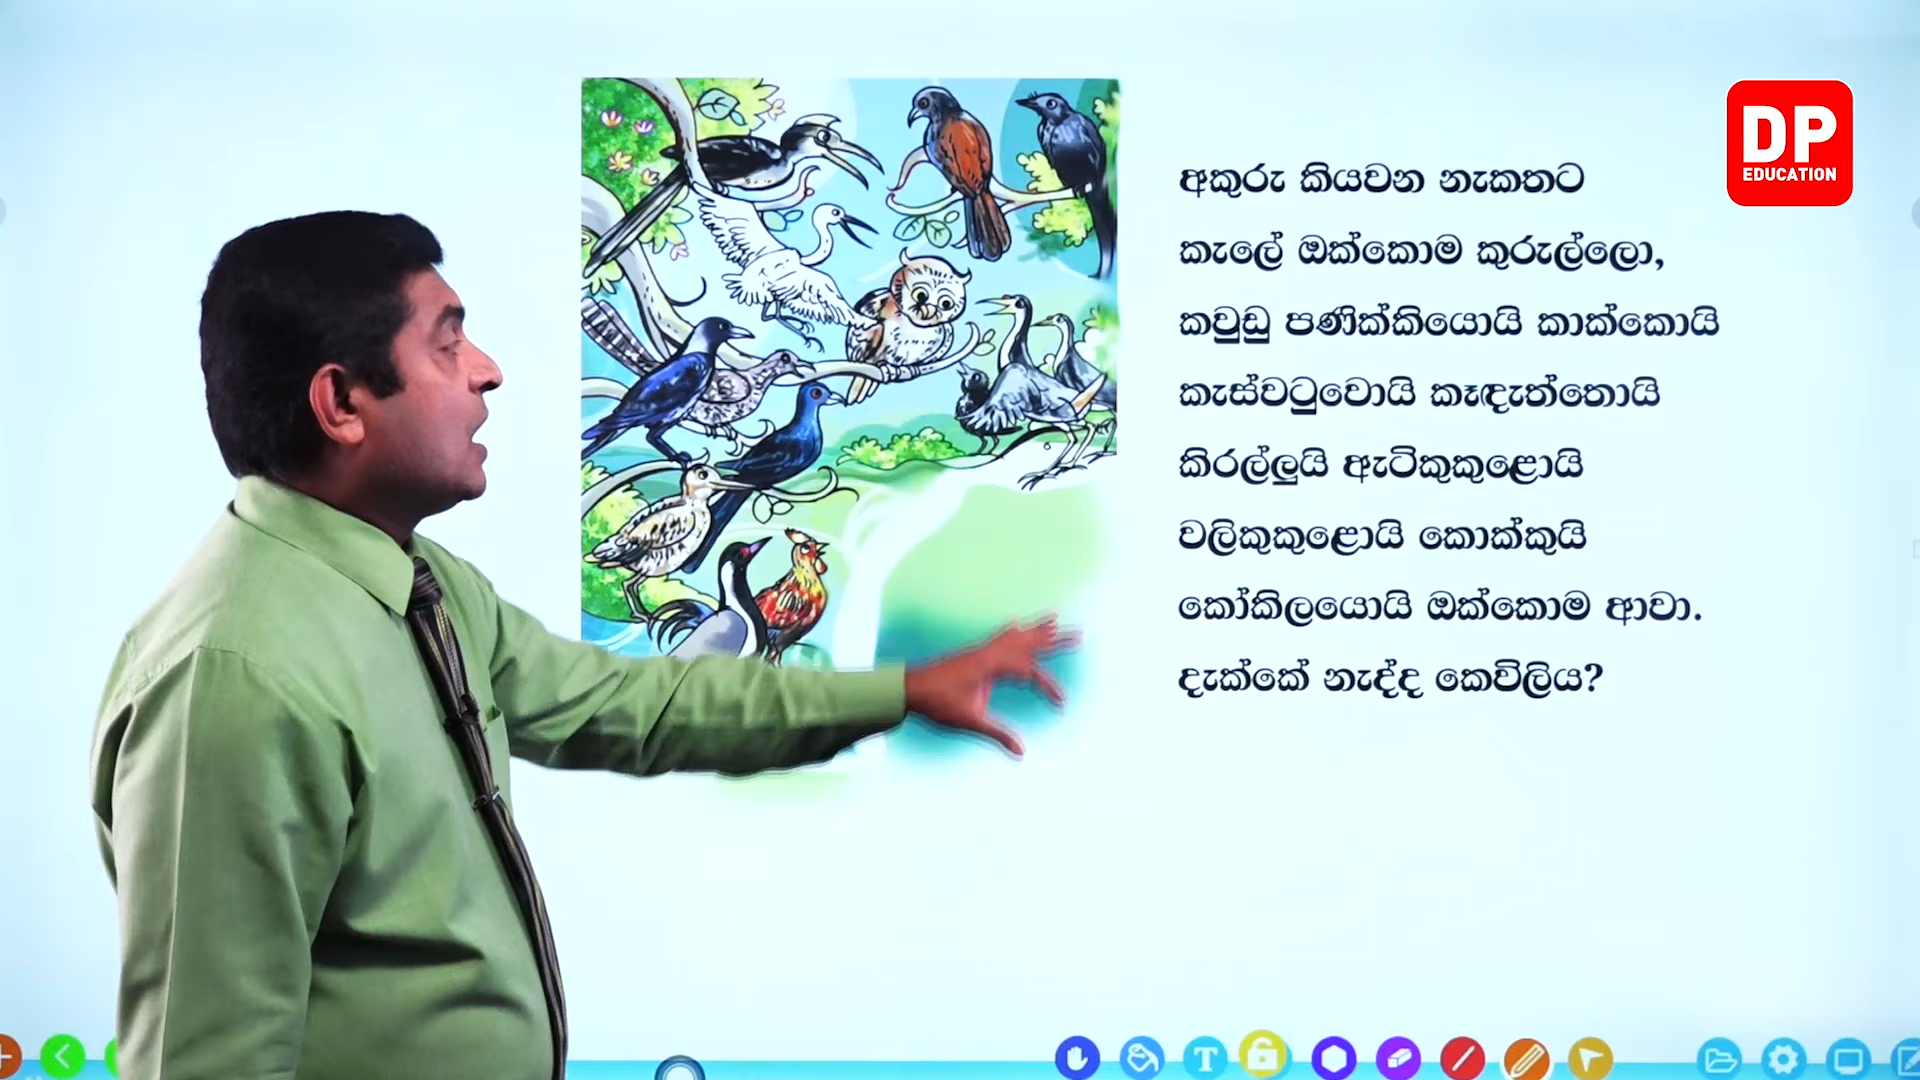 DP
EDUCATION
අකුරු කියවන නැකතට
කැලේ ඔක්කොම කුරුල්ලො,
කවුඩු පණික්කියොයි කාක්කොයි
කැස්වටුවොයි කෑඳැත්තොයි
කිරල්ලුයි ඇටිකුකුළොයි
වලිකුකුළොයි කොක්කුයි
කෝකිලයොයි ඔක්කොම ආවා.
දැක්කේ නැද්ද කෙවිලිය?
T